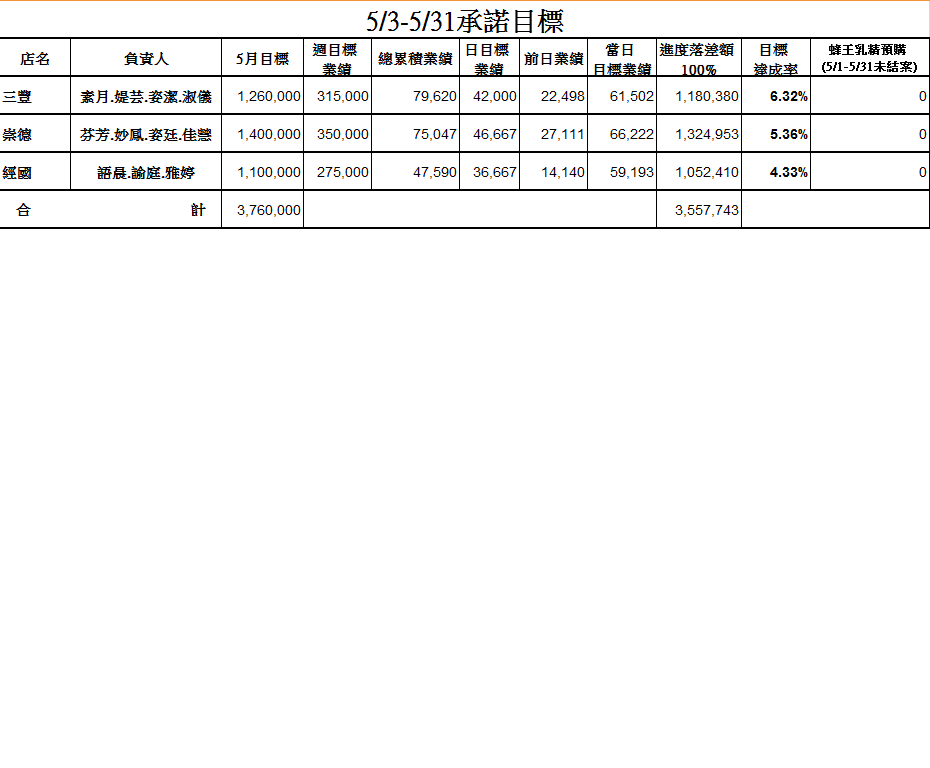 5/3-5/31承諾目標
店名 負責人 5月目標 週目標業績 總累積業績 日目標業績 前日業績 當日目標業績 進度落差額100% 目標達成率 蜂王乳精預購(5/1-5/31未結案)
三豐 素月.媞芸.姿潔.淑儀 1,260,000 315,000 79,620 42,000 22,498 61,502 1,180,380 6.32% 0
崇德 芬芳.妙鳳.姿廷.佳慧 1,400,000 350,000 75,047 46,667 27,111 66,222 1,324,953 5.36% 0
經國 語晨.諭庭.雅婷 1,100,000 275,000 47,590 36,667 14,140 59,193 1,052,410 4.33% 0
合計 3,760,000 3,557,743